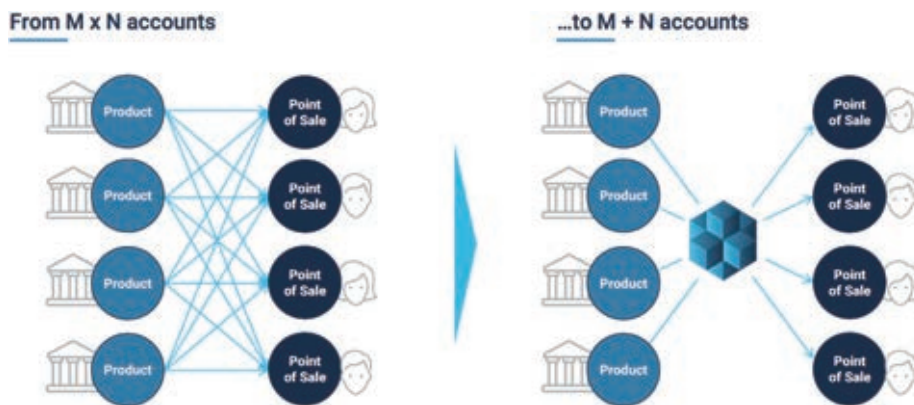 From M x N accounts
...to M + N accounts
Product
Point
of Sale
Product
Point
of Sale
Product
Point
of Sale
Product
Point
of Sale
Product
Point
of Sale
Product
Point
of Sale
Product
Point
of Sale
Product
Point
of Sale